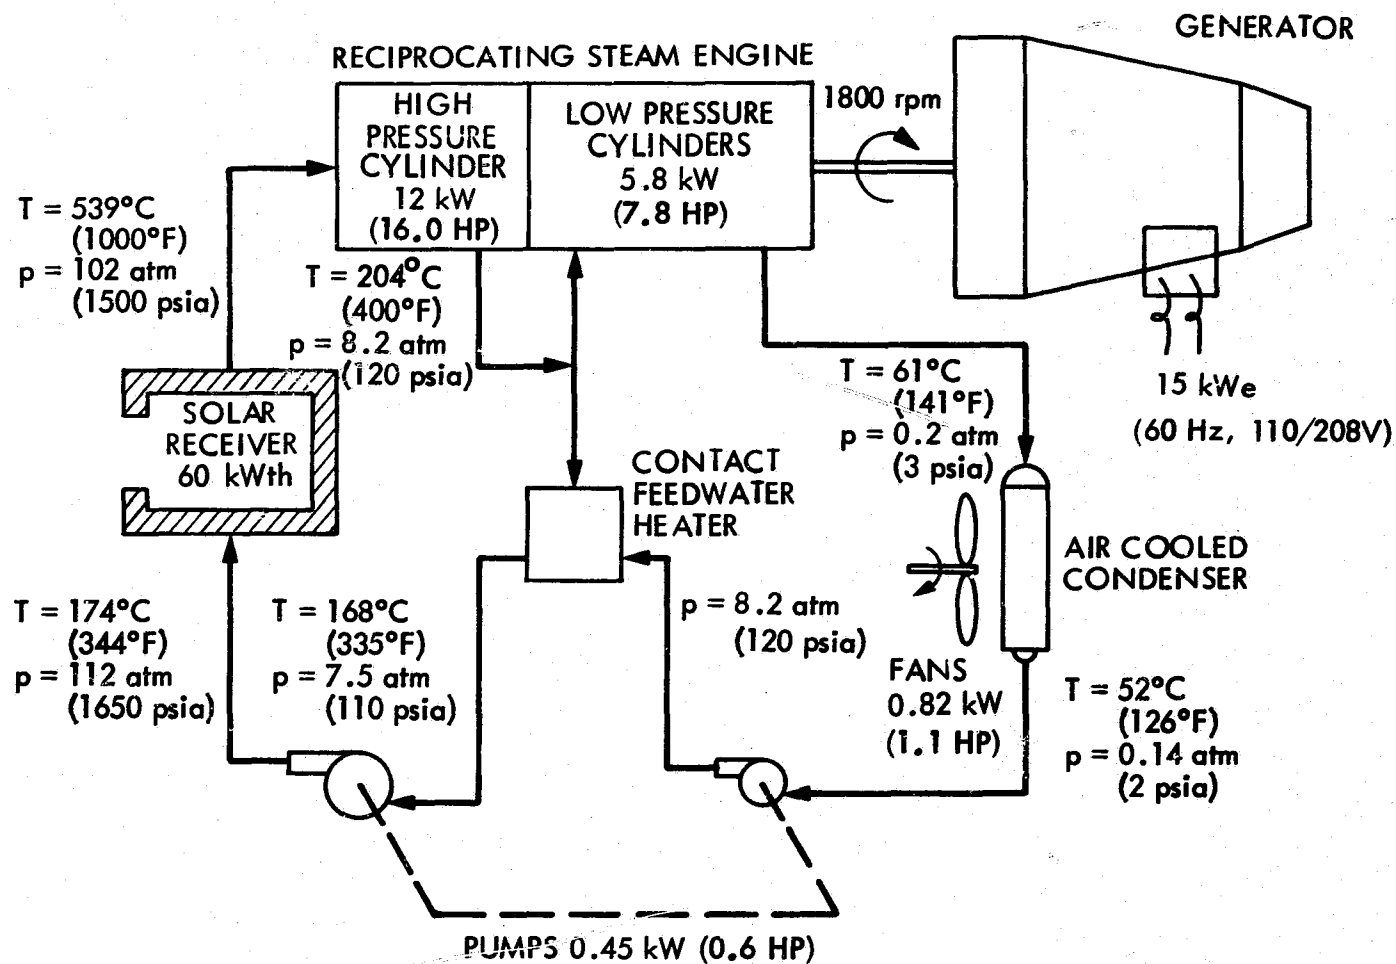 GENERATOR
RECIPROCATING STEAM ENGINE
HIGH
PRESSURE
CYLINDER
12 kW
(16.0 HP)
LOW PRESSURE
CYLINDERS
5.8 kW
(7.8 HP)
1800 rpm
T = 539°C
(1000°F)
p = 102 atm
(1500 psia)
T = 204°C
(400°F)
p = 8.2 atm
(120 psia)
T = 61°C
(141°F)
p = 0.2 atm
(3 psia)
15 kWe
(60 Hz, 110/208V)
SOLAR
RECEIVER
60 kWth
CONTACT
FEEDWATER
HEATER
AIR COOLED
CONDENSER
T = 174°C
(344°F)
p = 112 atm
(1650 psia)
T = 168°C
(335°F)
p = 7.5 atm
(110 psia)
p = 8.2 atm
(120 psia)
FANS
0.82 kW
(1.1 HP)
T = 52°C
(126°F)
p = 0.14 atm
(2 psia)
PUMPS 0.45 kW (0.6 HP)